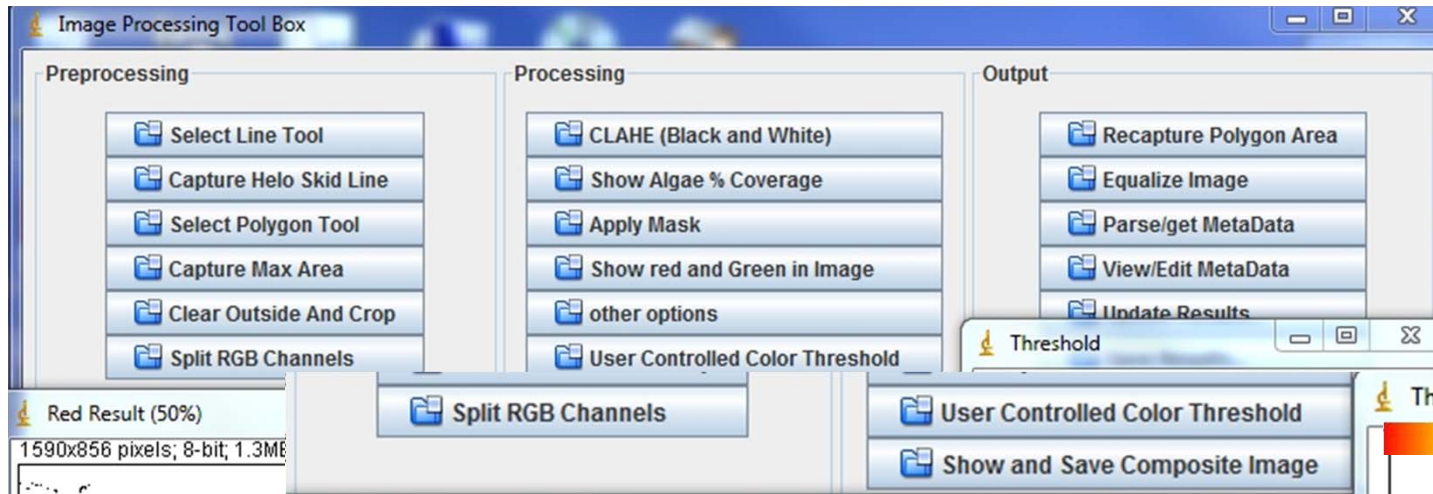 Image Processing Tool Box
Preprocessing
Select Line Tool
Capture Helo Skid Line
Select Polygon Tool
Capture Max Area
Clear Outside And Crop
Split RGB Channels
Processing
CLAHE (Black and White)
Show Algae % Coverage
Apply Mask
Show red and Green in Image
other options
User Controlled Color Threshold
Output
Recapture Polygon Area
Equalize Image
Parse/get MetaData
View/Edit MetaData
Update Results
Threshold
Red Result (50%)
1590x856 pixels; 8-bit; 1.3ME
Split RGB Channels
User Controlled Color Threshold
Show and Save Composite Image
Th